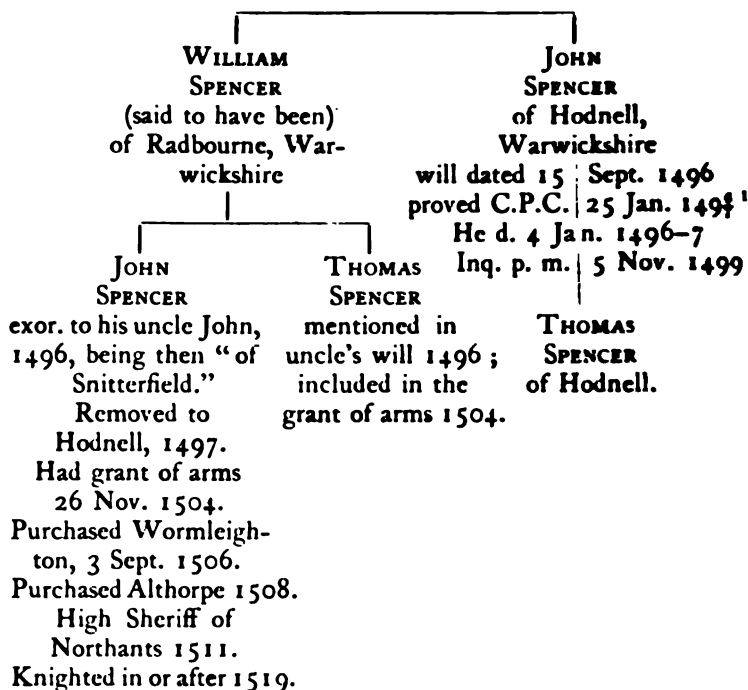 WILLIAM
SPENCER
(said to have been)
of Radbourne, War-
wickshire
JOHN
SPENCER
of Hodnell,
Warwickshire
will dated 15 Sept. 1496
proved C.P.C. 25 Jan.
He d. 4 Jan. 1496–7
Inq. p. m. 5 Nov. 1499
JOHN
SPENCER
exor. to his uncle John,
1496, being then “of
Snitterfield.”
Removed to
Hodnell, 1497.
Had grant of arms
26 Nov. 1504.
Purchased Wormleigh-
ton, 3 Sept. 1506.
Purchased Althorpe 1508.
High Sheriff of
Northants 1511.
Knighted in or after 1519.
THOMAS
SPENCER
mentioned in
uncle's will 1496 ;
included in the
grant of arms 1504.
THOMAS
SPENCER
of Hodnell.